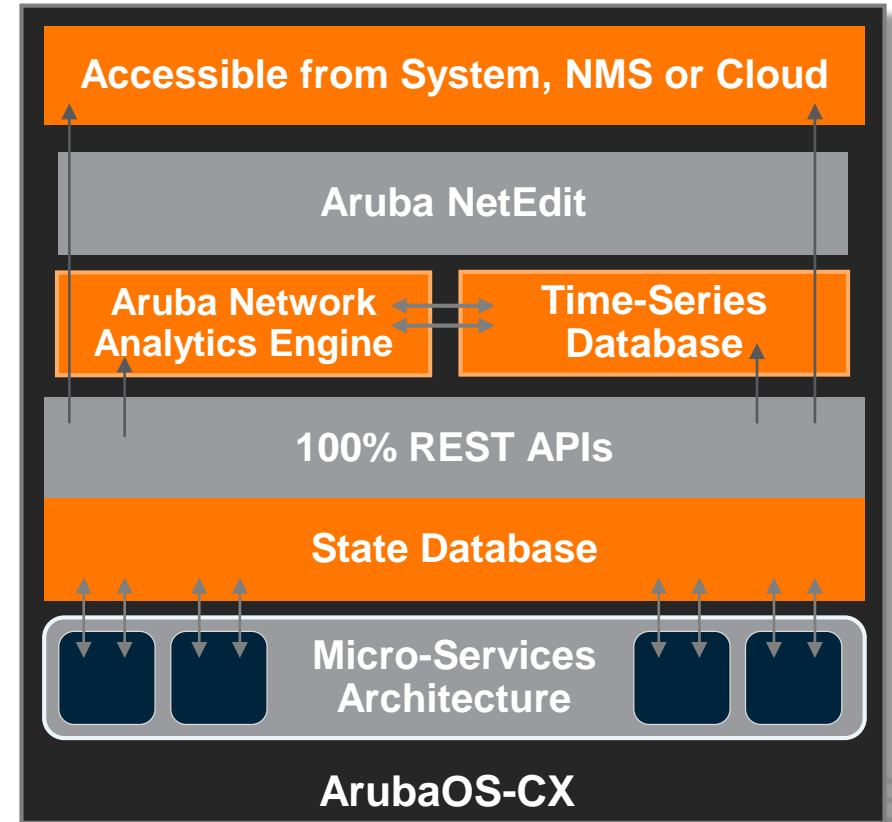 Accessible from System, NMS or Cloud
Aruba NetEdit
Aruba Network
Analytics Engine
Time-Series
Database
100% REST APIs
State Database
Micro-Services
Architecture
ArubaOS-CX